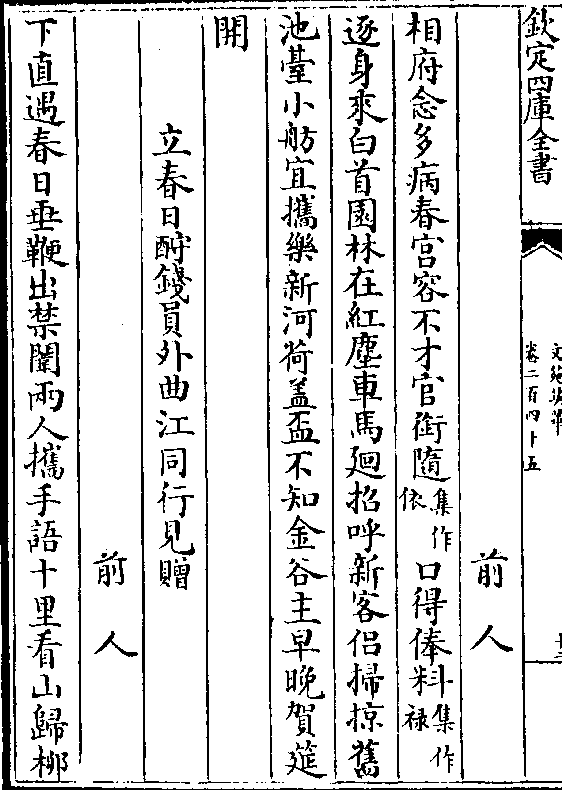 欽定四庫全書
文苑英華
卷二百四十五
前人
相府念多病春宫容不才官銜隨集作依口得俸料集作祿
逐身來白首園林在紅塵車馬廻招呼新客侣掃掠舊
池臺小舫宜攜樂新河荷蓋盃不知金谷主早晩賀筵
開
立春日酧錢員外曲江同行見贈
前人
下直遇春日垂鞭出禁闈兩人攜手語十里看山歸柳